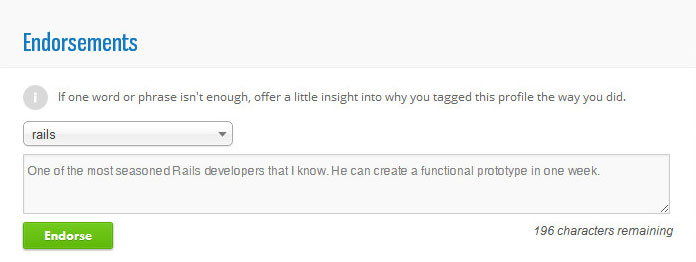 Endorsements
i
If one word or phrase isn't enough, offer a little insight into why you tagged this profile the way you did.
rails
One of the most seasoned Rails developers that I know. He can create a functional prototype in one week.
Endorse
196 characters remaining